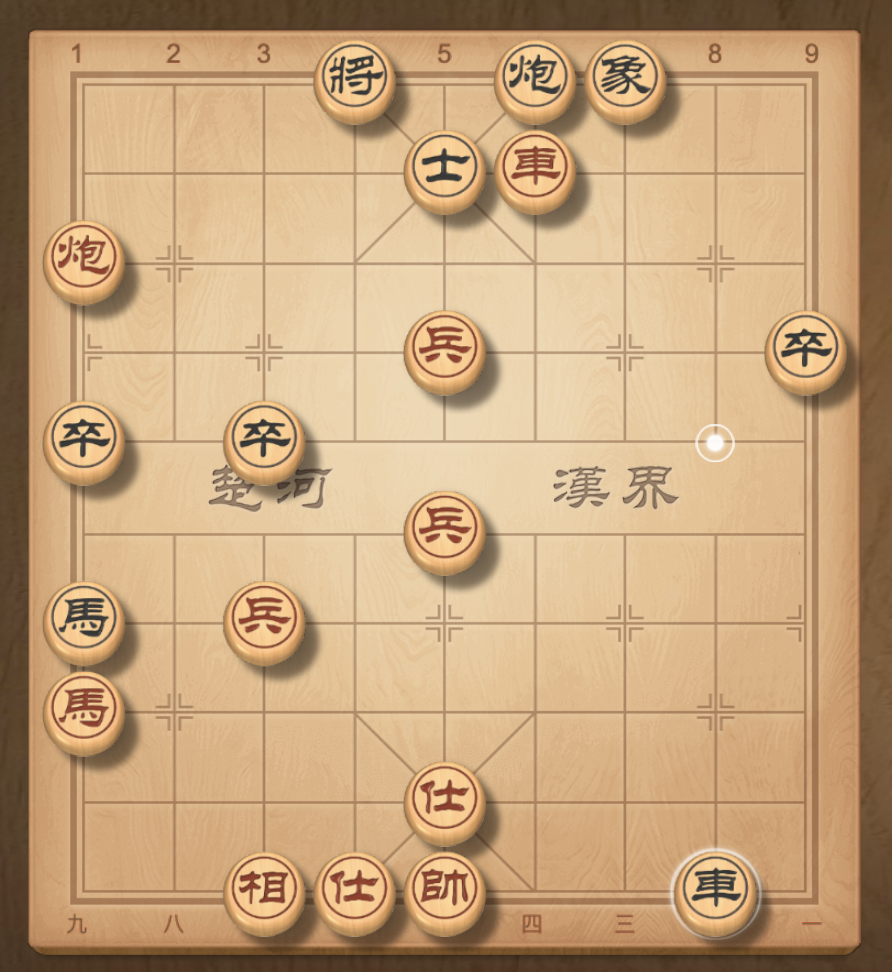 1 2 3 5 8 9
將 炮 象
士 車
炮
兵 卒
卒 卒
楚河 漢界
兵
馬 兵
馬
仕
相 仕 帥 車
九 八 四 三 一